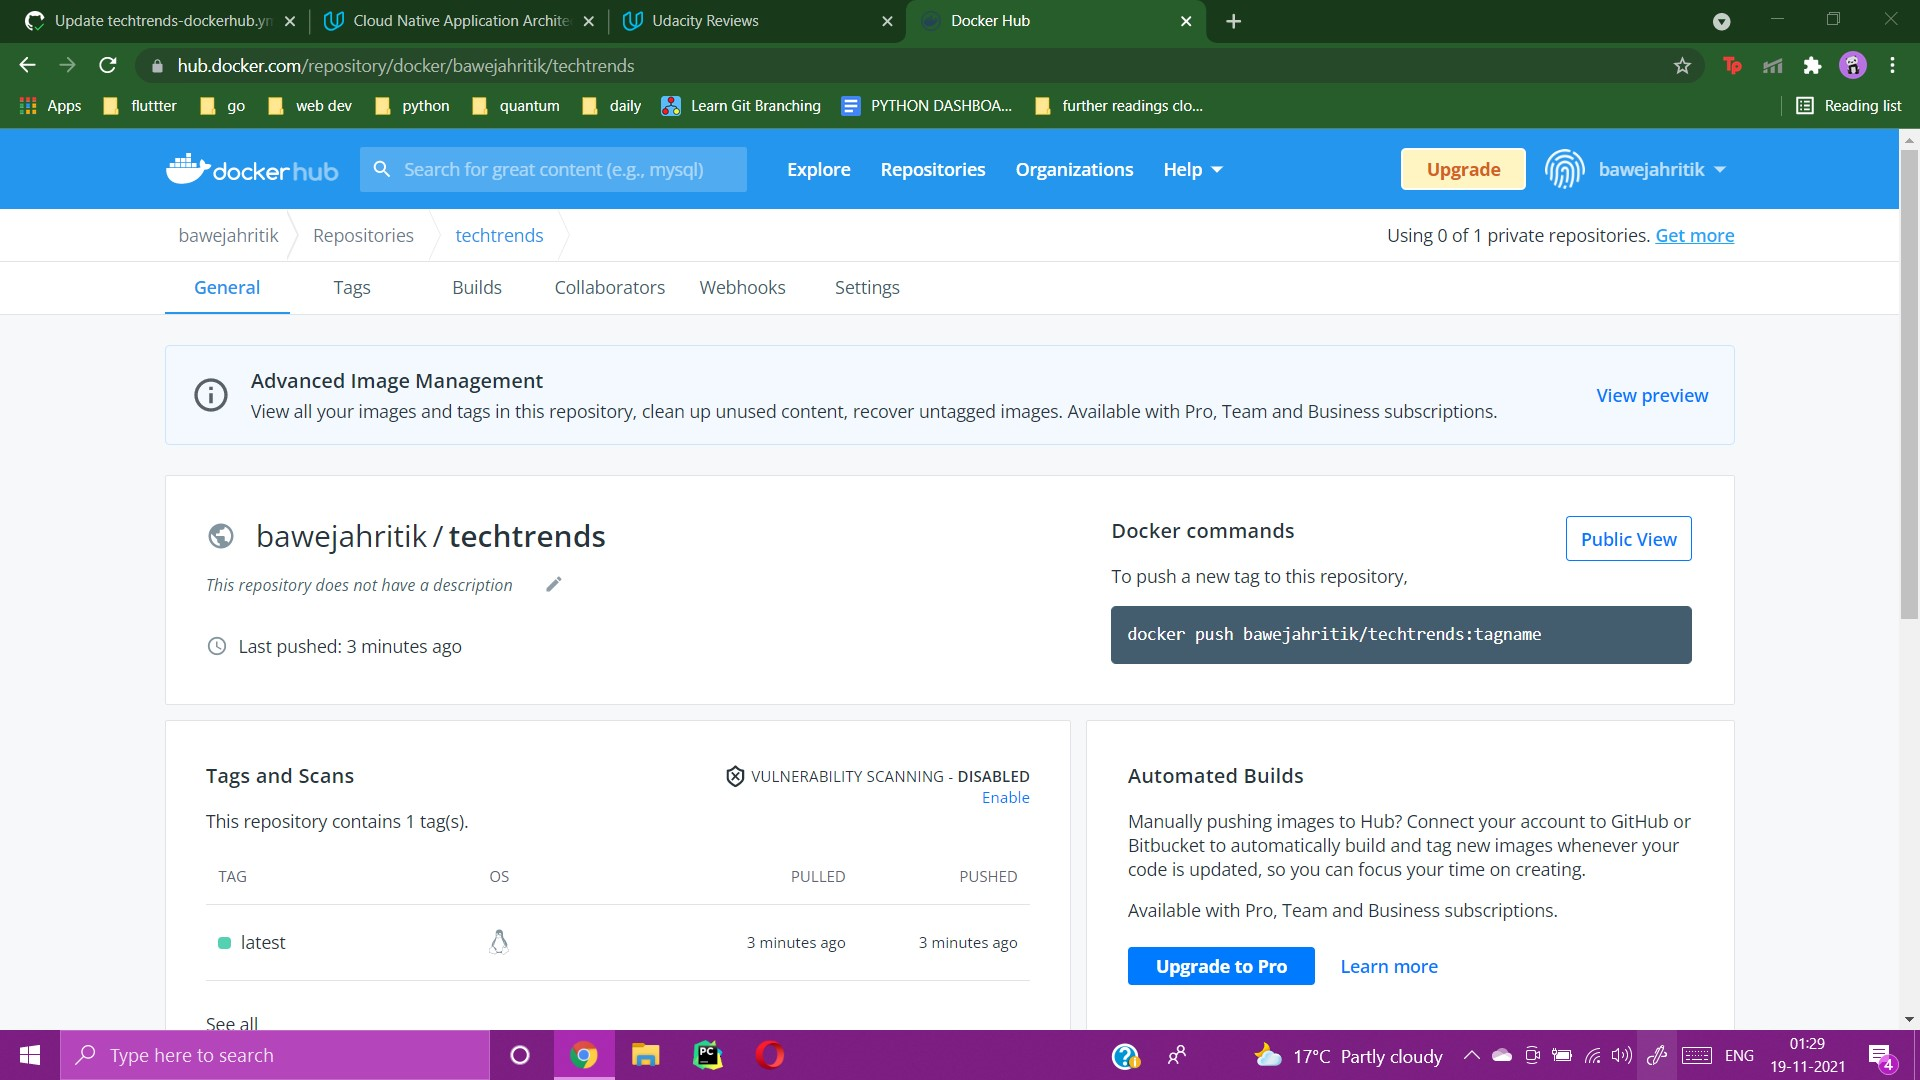 Update techtrends-dockerhub.ym
Cloud Native Application Archite
Udacity Reviews
Docker Hub
hub.docker.com/repository/docker/bawejahritik/techtrends
Tp
Apps
fluttter
go
web dev
python
quantum
daily
Learn Git Branching
PYTHON DASHBOA...
further readings clo...
Reading list
dockerhub
Search for great content (e.g., mysql)
Explore
Repositories
Organizations
Help
Upgrade
bawejahritik
bawejahritik
Repositories
techtrends
Using 0 of 1 private repositories. Get more
General
Tags
Builds
Collaborators
Webhooks
Settings
Advanced Image Management
View all your images and tags in this repository, clean up unused content, recover untagged images. Available with Pro, Team and Business subscriptions.
View preview
bawejahritik / techtrends
This repository does not have a description
Last pushed: 3 minutes ago
Docker commands
Public View
To push a new tag to this repository,
docker push bawejahritik/techtrends:tagname
Tags and Scans
VULNERABILITY SCANNING - DISABLED
Enable
This repository contains 1 tag(s).
TAG
OS
PULLED
PUSHED
latest
3 minutes ago
3 minutes ago
See all
Automated Builds
Manually pushing images to Hub? Connect your account to GitHub or
Bitbucket to automatically build and tag new images whenever your
code is updated, so you can focus your time on creating.
Available with Pro, Team and Business subscriptions.
Upgrade to Pro
Learn more
Type here to search
PC
17°C Partly cloudy
ENG
01:29
19-11-2021
4